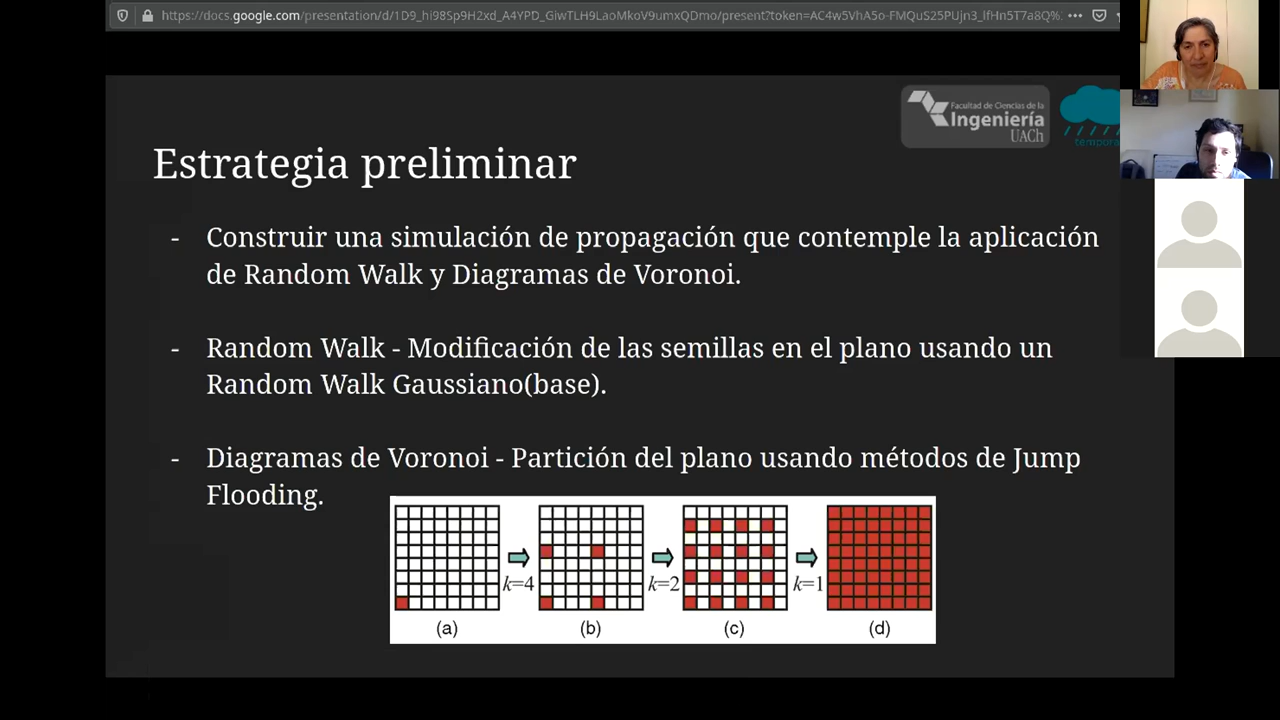 https://docs.google.com/presentation/d/1D9_hi98Sp9H2xd_A4YPD_GiwTLH9LaoMkoV9umxQDmo/present?token=AC4w5VhA5o-FMQuS25PUjn3_lfHn5T7a8Q%:
Facultad de Ciencias de la
Ingeniería
UACh
tempora
Estrategia preliminar
- Construir una simulación de propagación que contemple la aplicación
de Random Walk y Diagramas de Voronoi.
- Random Walk - Modificación de las semillas en el plano usando un
Random Walk Gaussiano(base).
- Diagramas de Voronoi - Partición del plano usando métodos de Jump
Flooding.
k=4 k=2 k=1
(a) (b) (c) (d)